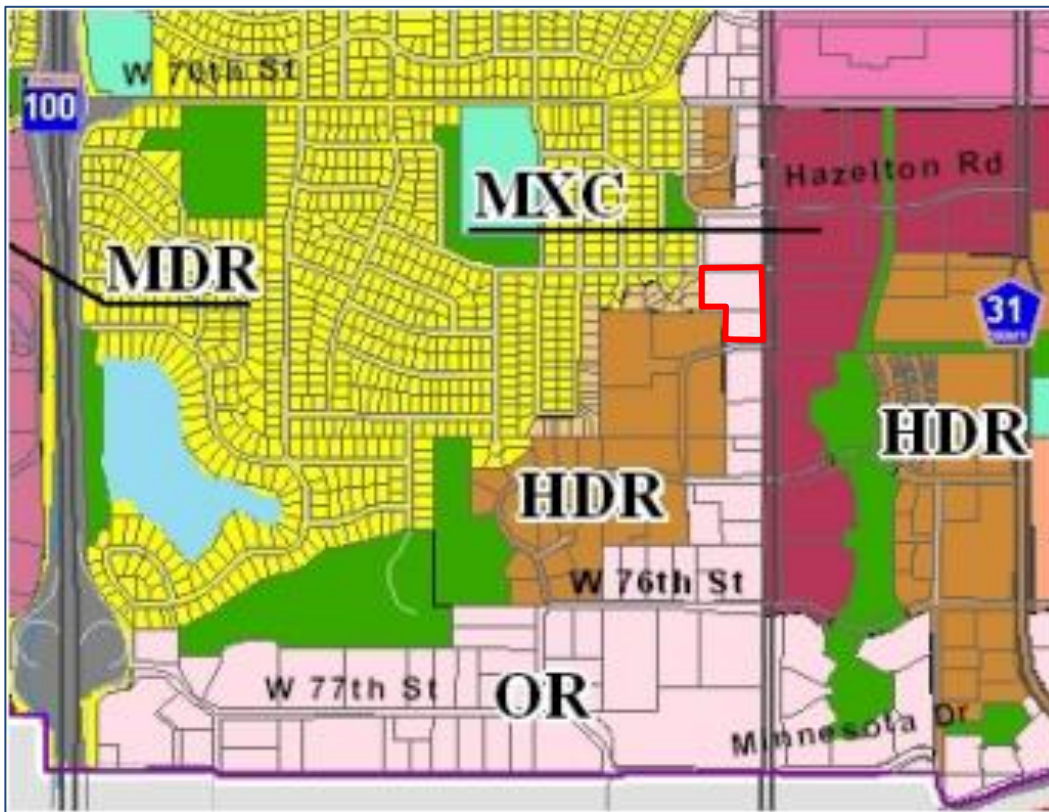 W 70th St
100
Hazelton Rd
MXC
MDR
31
HDR
HDR
W 76th St
W 77th St
OR
Minnesota Dr